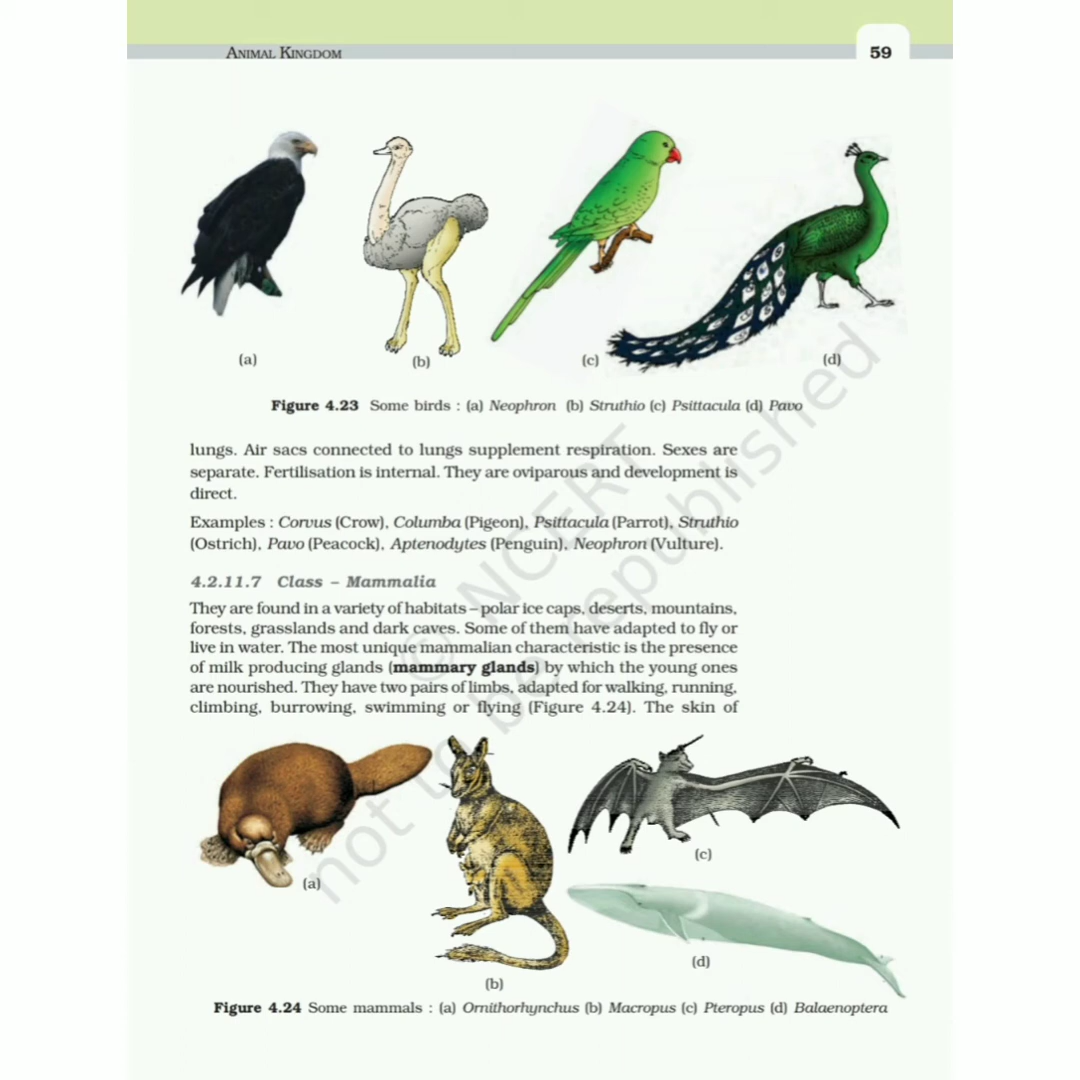 ANIMAL KINGDOM
59
(a)
(b)
(c)
(d)
Figure 4.23 Some birds : (a) Neophron (b) Struthio (c) Psittacula (d) Pavo
lungs. Air sacs connected to lungs supplement respiration. Sexes are
separate. Fertilisation is internal. They are oviparous and development is
direct.
Examples : Corvus (Crow), Columba (Pigeon), Psittacula (Parrot), Struthio
(Ostrich), Pavo (Peacock), Aptenodytes (Penguin), Neophron (Vulture).
4.2.11.7 Class – Mammalia
They are found in a variety of habitats – polar ice caps, deserts, mountains,
forests, grasslands and dark caves. Some of them have adapted to fly or
live in water. The most unique mammalian characteristic is the presence
of milk producing glands (mammary glands) by which the young ones
are nourished. They have two pairs of limbs, adapted for walking, running,
climbing, burrowing, swimming or flying (Figure 4.24). The skin of
(a)
(b)
(c)
(d)
Figure 4.24 Some mammals : (a) Ornithorhynchus (b) Macropus (c) Pteropus (d) Balaenoptera
© NCERT
not to be republished